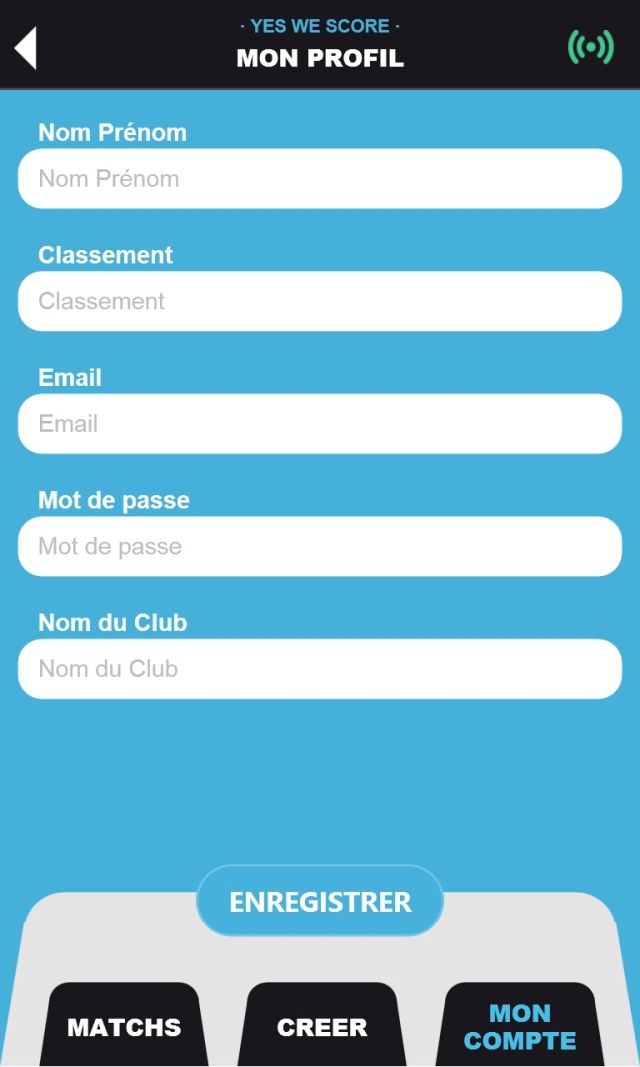 · YES WE SCORE ·
MON PROFIL
Nom Prénom
Nom Prénom
Classement
Classement
Email
Email
Mot de passe
Mot de passe
Nom du Club
Nom du Club
ENREGISTRER
MATCHS
CREER
MON
COMPTE